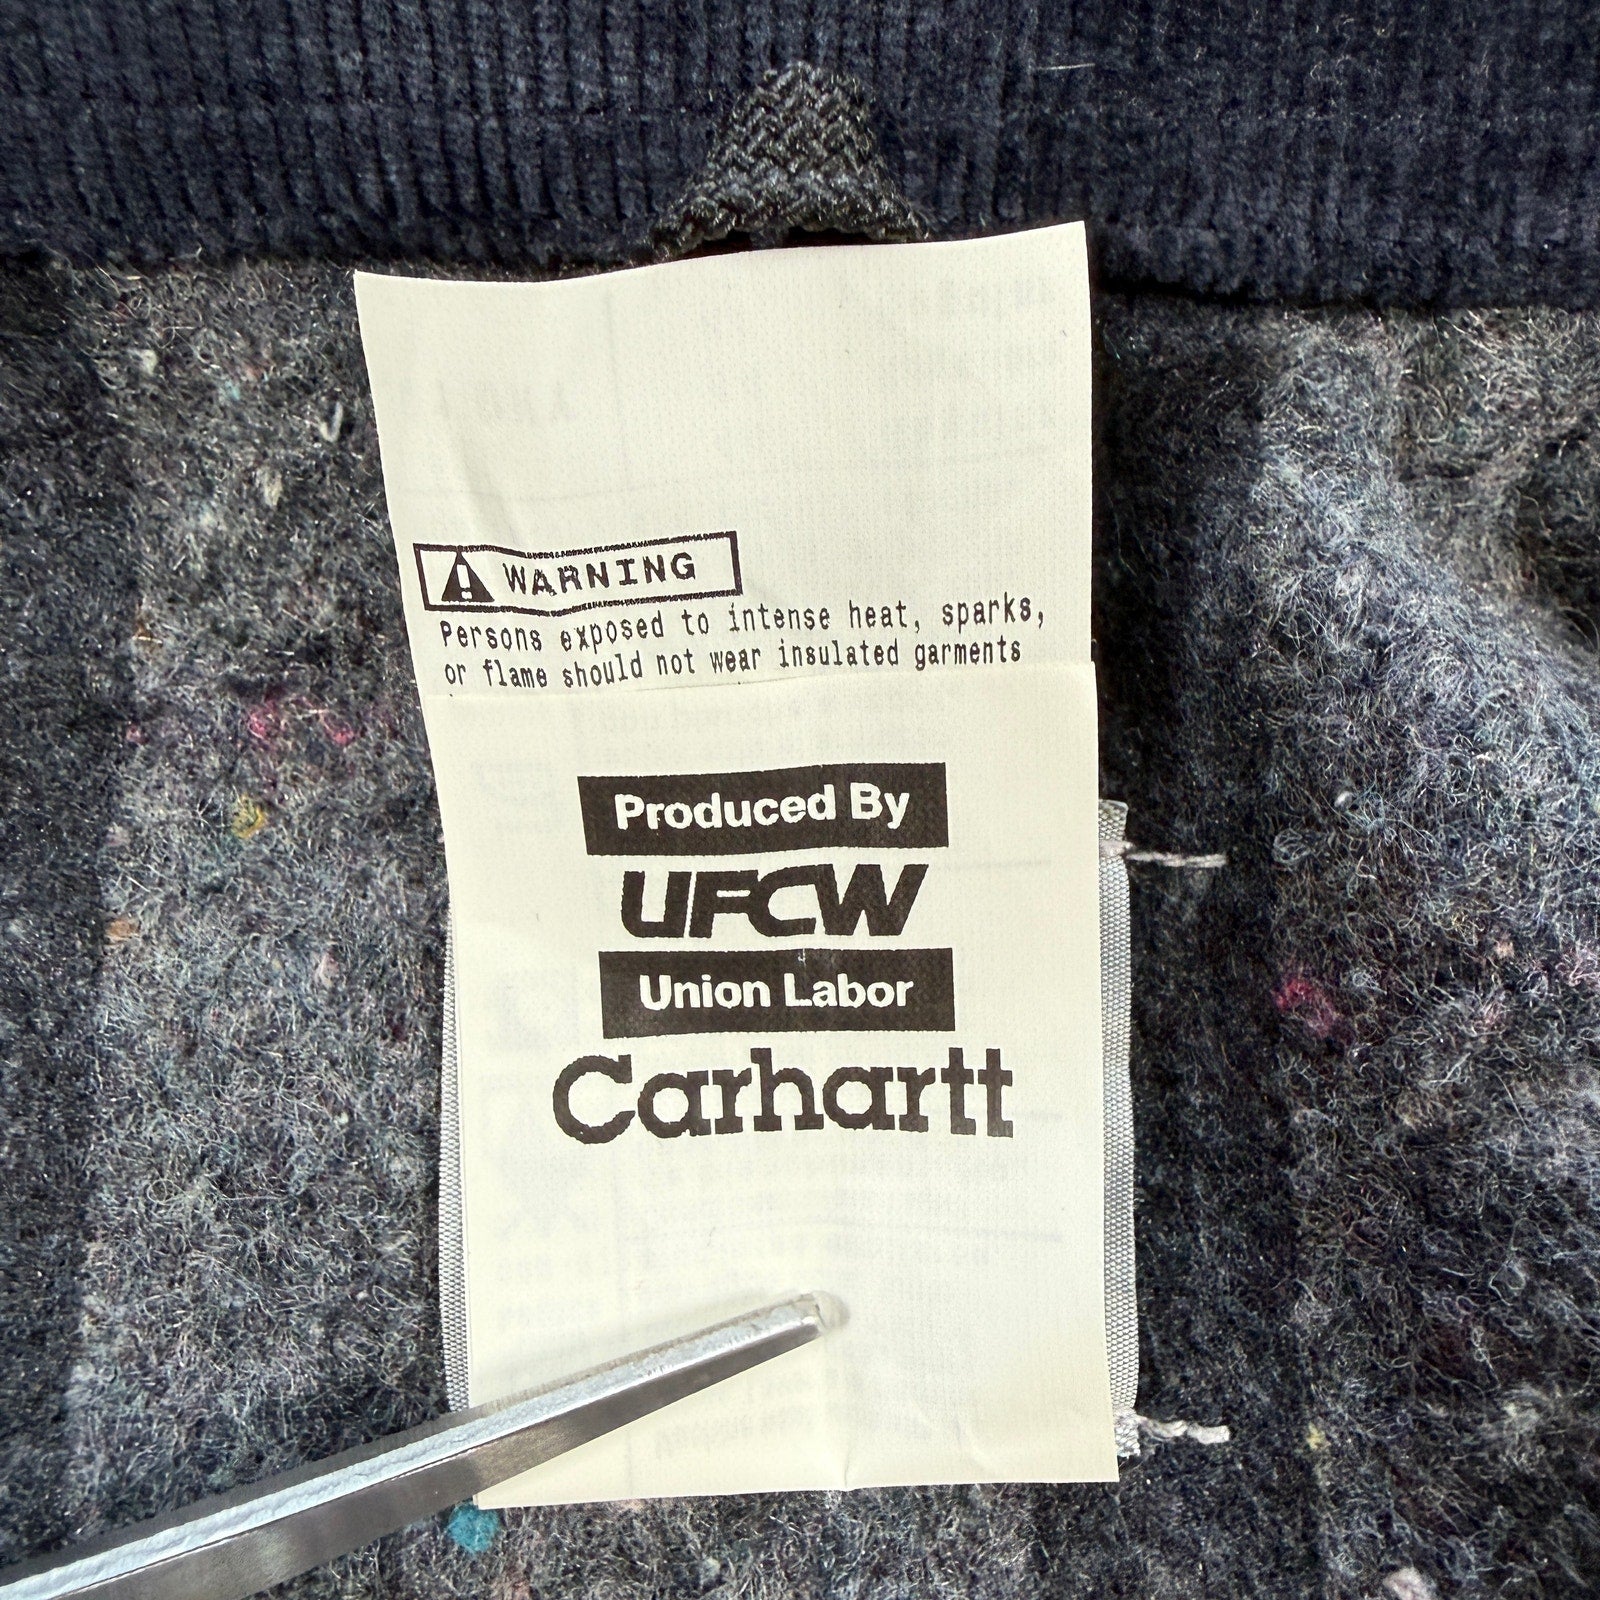 WARNING
Persons exposed to intense heat, sparks,
or flame should not wear insulated garments
Produced By
UFCW
Union Labor
Carhartt